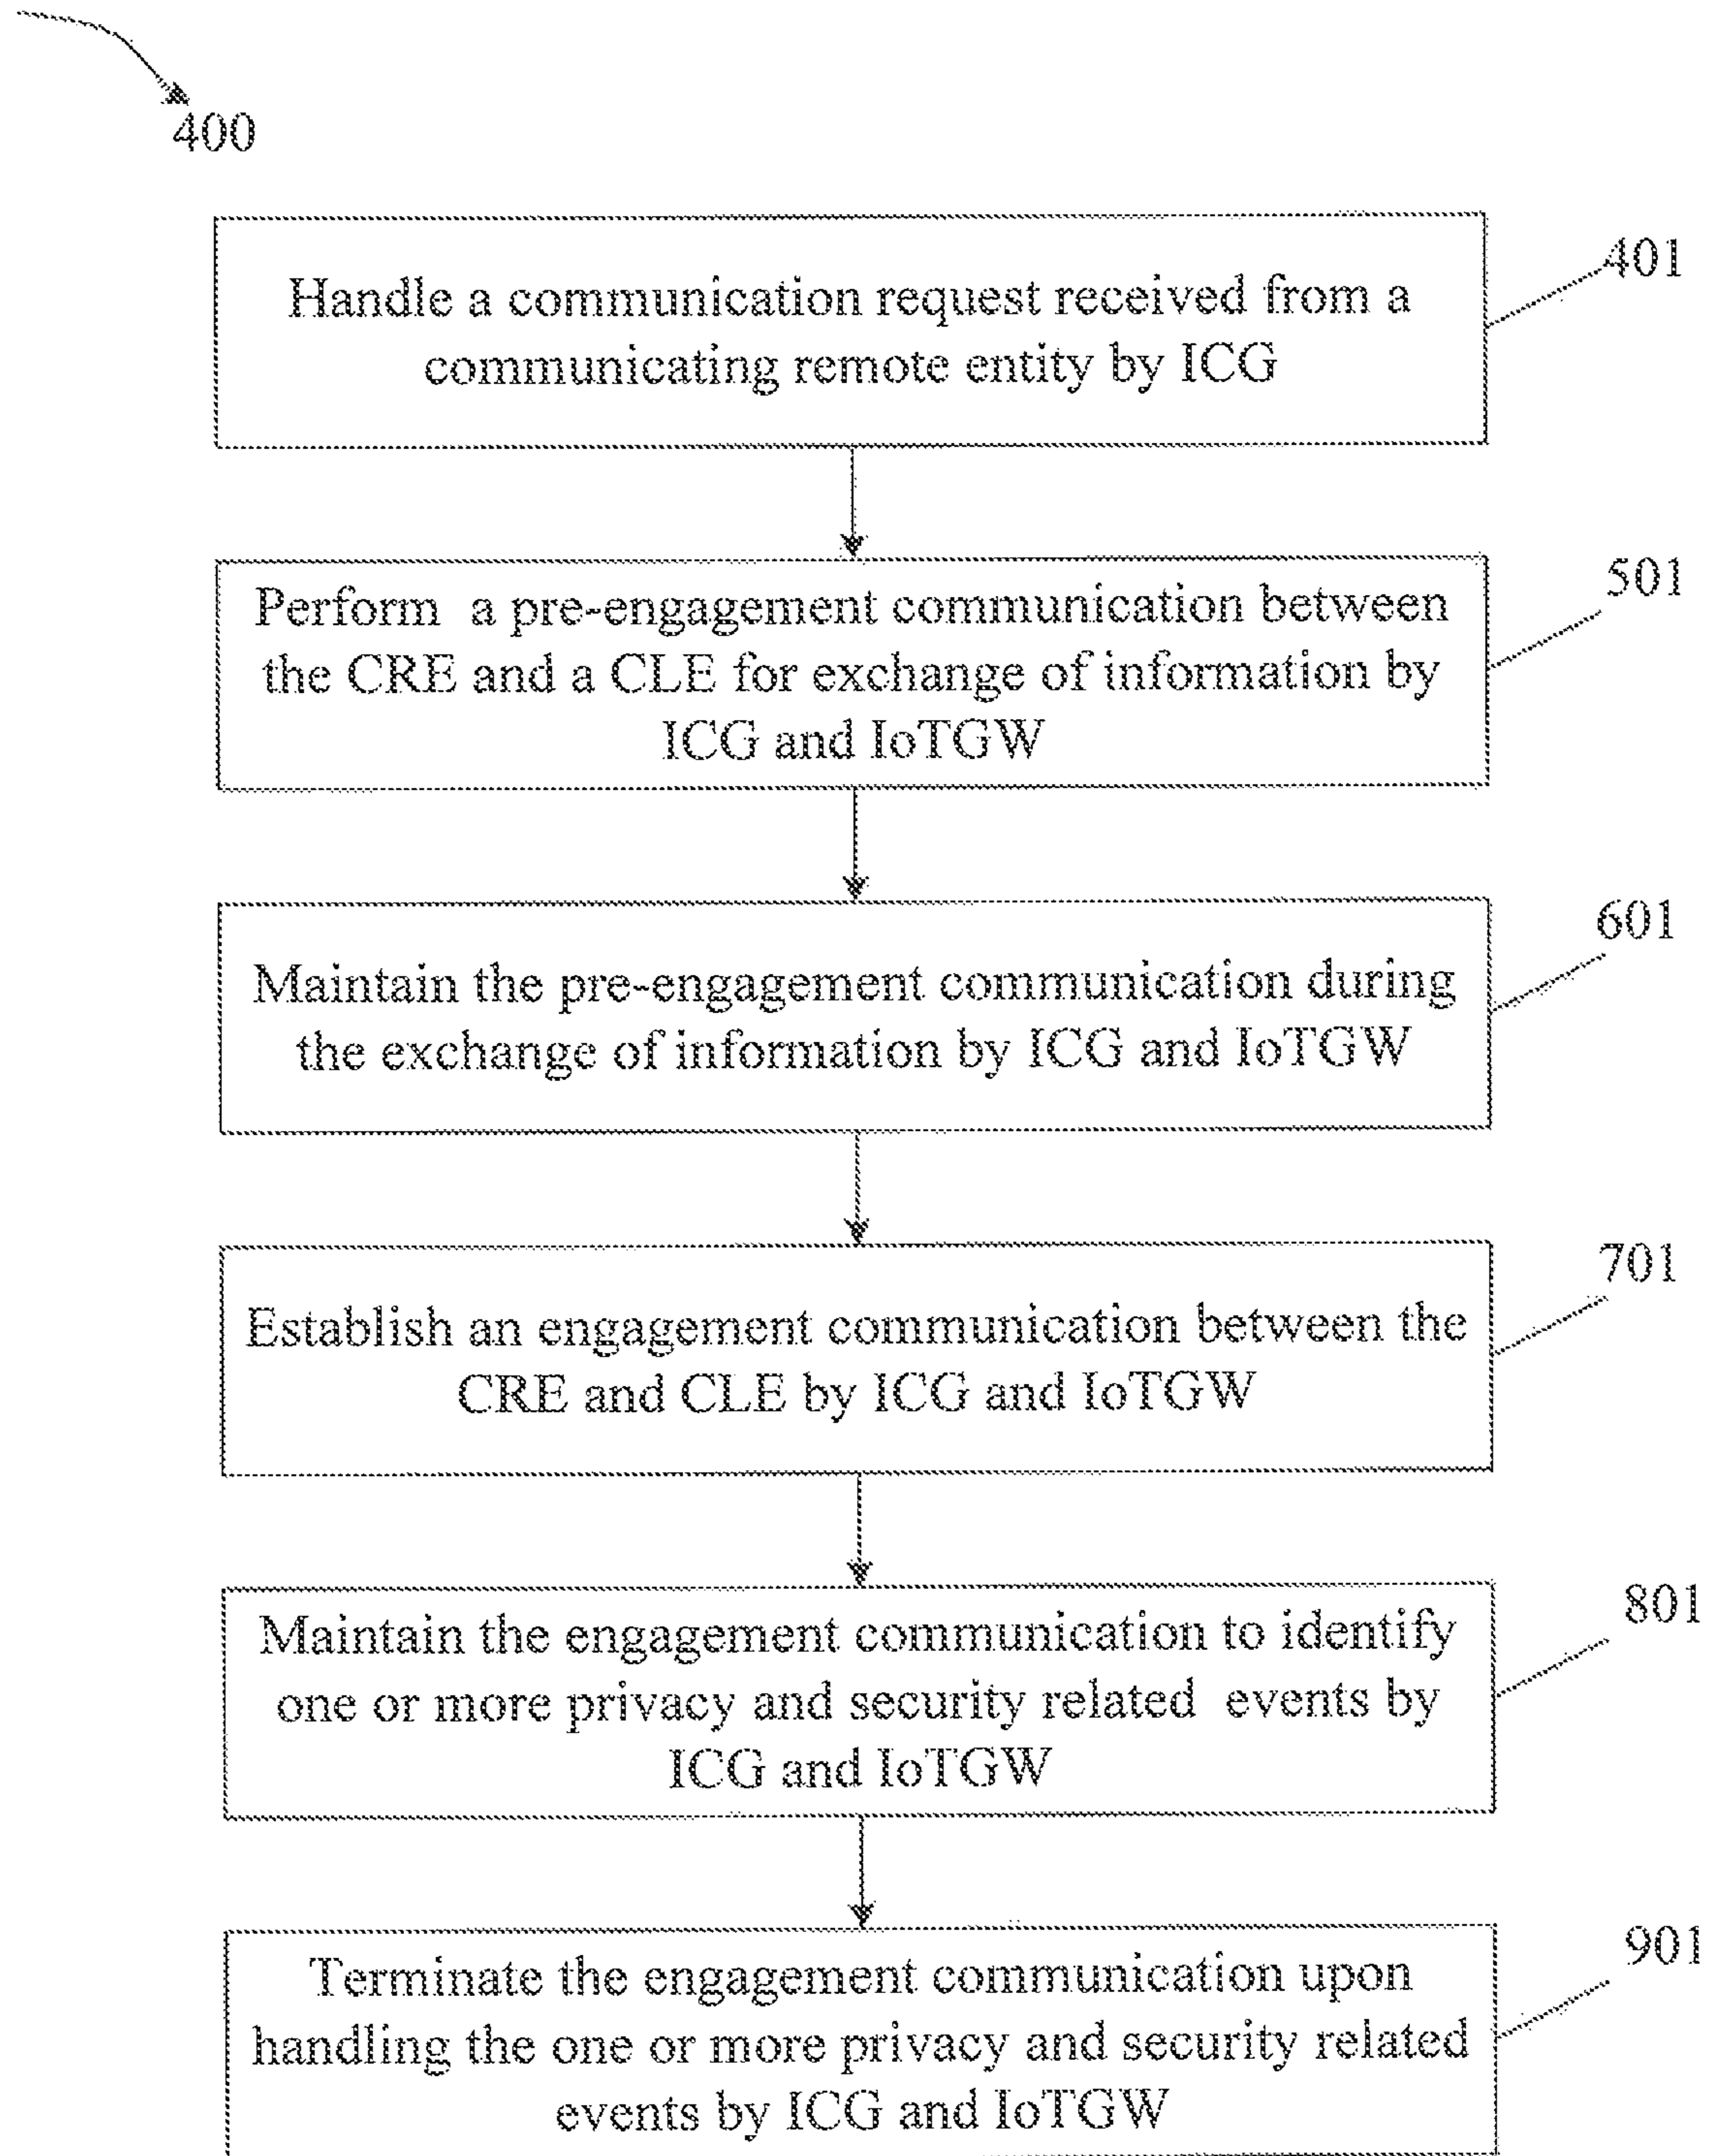 400
Handle a communication request received from a
communicating remote entity by ICG
401
Perform a pre-engagement communication between
the CRE and a CLE for exchange of information by
ICG and IoTGW
501
Maintain the pre-engagement communication during
the exchange of information by ICG and IoTGW
601
Establish an engagement communication between the
CRE and CLE by ICG and IoTGW
701
Maintain the engagement communication to identify
one or more privacy and security related events by
ICG and IoTGW
801
Terminate the engagement communication upon
handling the one or more privacy and security related
events by ICG and IoTGW
901